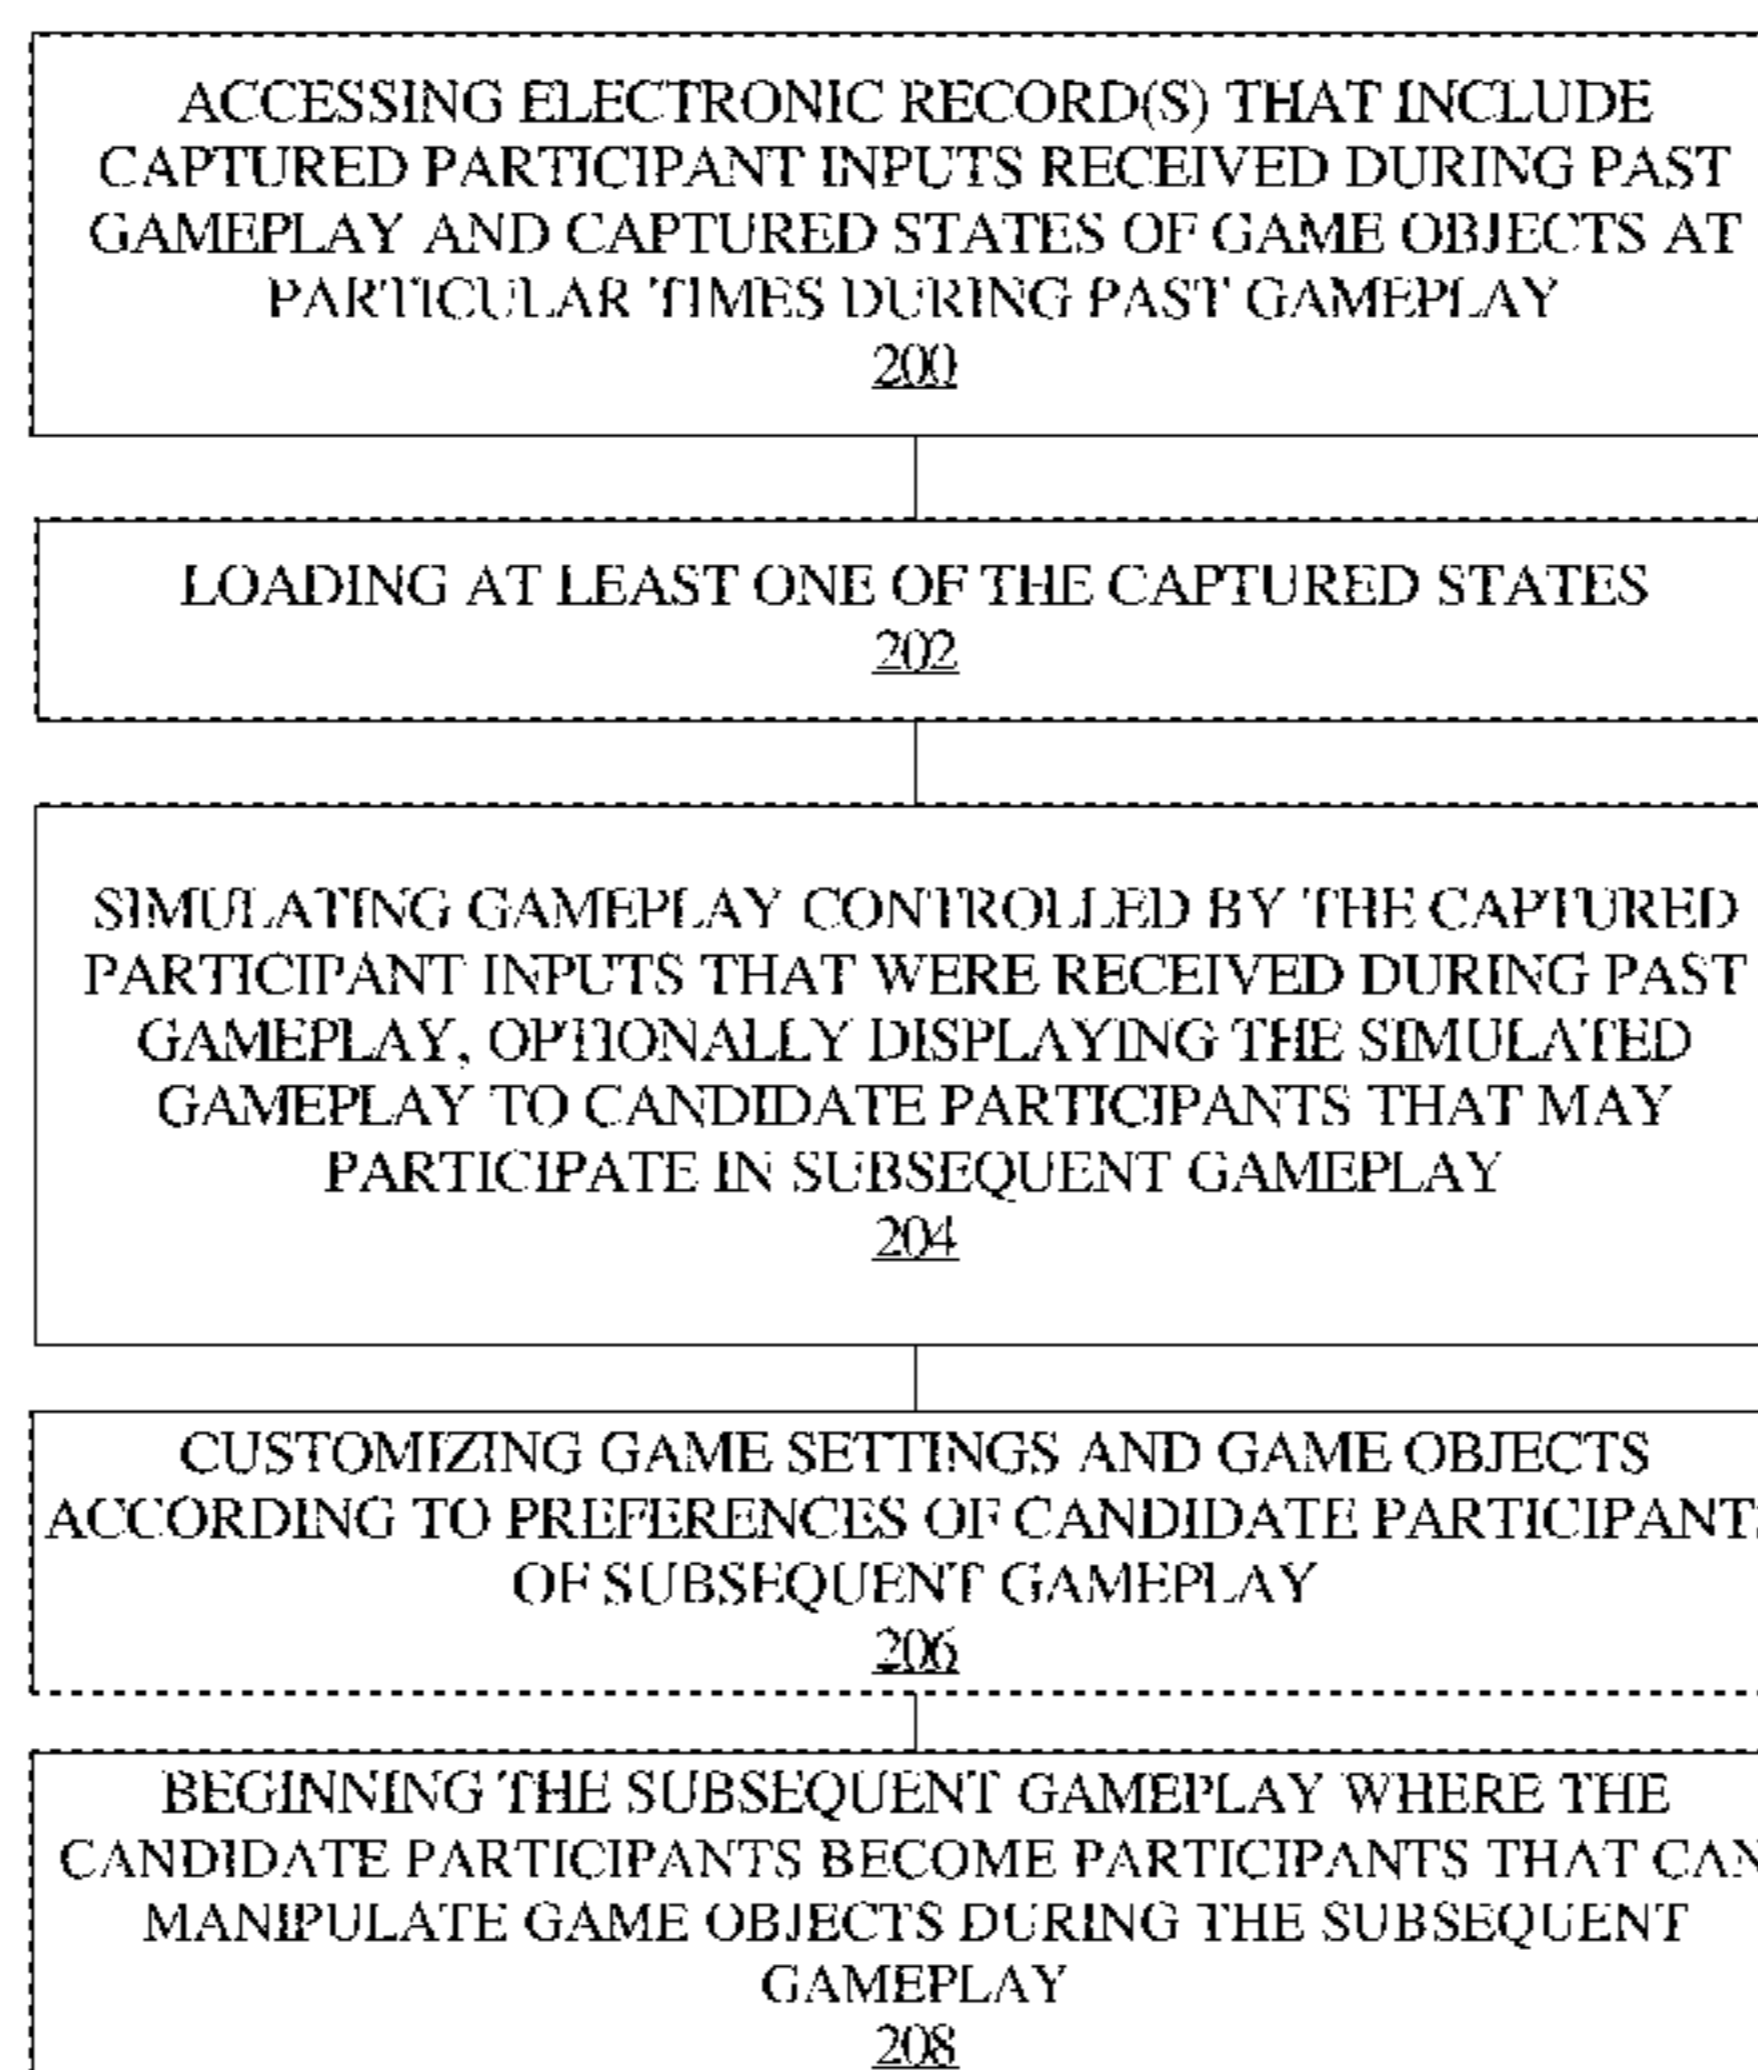 ACCESSING ELECTRONIC RECORD(S) THAT INCLUDE
CAPTURED PARTICIPANT INPUTS RECEIVED DURING PAST
GAMEPLAY AND CAPTURED STATES OF GAME OBJECTS AT
PARTICULAR TIMES DURING PAST GAMEPLAY
200
LOADING AT LEAST ONE OF THE CAPTURED STATES
202
SIMULATING GAMEPLAY CONTROLLED BY THE CAPTURED
PARTICIPANT INPUTS THAT WERE RECEIVED DURING PAST
GAMEPLAY, OPTIONALLY DISPLAYING THE SIMULATED
GAMEPLAY TO CANDIDATE PARTICIPANTS THAT MAY
PARTICIPATE IN SUBSEQUENT GAMEPLAY
204
CUSTOMIZING GAME SETTINGS AND GAME OBJECTS
ACCORDING TO PREFERENCES OF CANDIDATE PARTICIPANTS
OF SUBSEQUENT GAMEPLAY
206
BEGINNING THE SUBSEQUENT GAMEPLAY WHERE THE
CANDIDATE PARTICIPANTS BECOME PARTICIPANTS THAT CAN
MANIPULATE GAME OBJECTS DURING THE SUBSEQUENT
GAMEPLAY
208